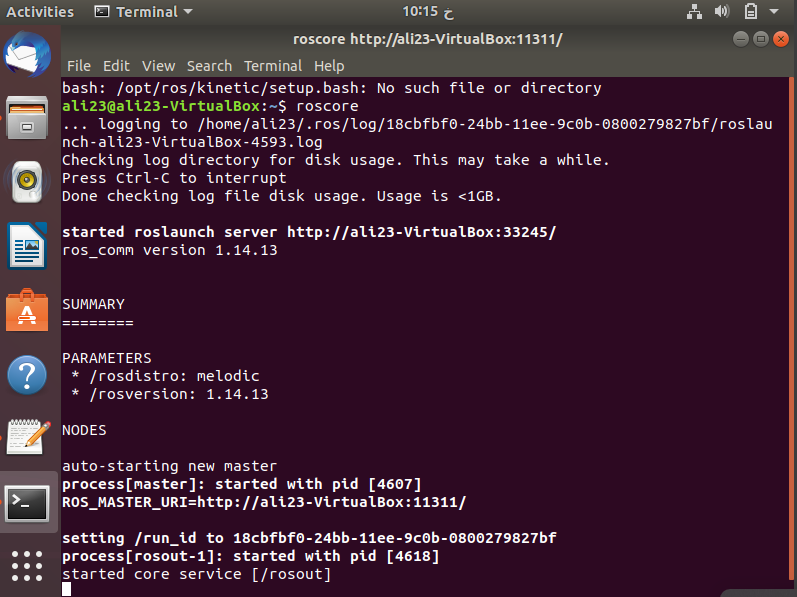 Activities Terminal 10:15 خ
roscore http://ali23-VirtualBox:11311/
File Edit View Search Terminal Help
bash: /opt/ros/kinetic/setup.bash: No such file or directory
ali23@ali23-VirtualBox:~$ roscore
... logging to /home/ali23/.ros/log/18cbfbf0-24bb-11ee-9c0b-0800279827bf/roslau
nch-ali23-VirtualBox-4593.log
Checking log directory for disk usage. This may take a while.
Press Ctrl-C to interrupt
Done checking log file disk usage. Usage is <1GB.
started roslaunch server http://ali23-VirtualBox:33245/
ros_comm version 1.14.13
SUMMARY
========
PARAMETERS
* /rosdistro: melodic
* /rosversion: 1.14.13
NODES
auto-starting new master
process[master]: started with pid [4607]
ROS_MASTER_URI=http://ali23-VirtualBox:11311/
setting /run_id to 18cbfbf0-24bb-11ee-9c0b-0800279827bf
process[rosout-1]: started with pid [4618]
started core service [/rosout]